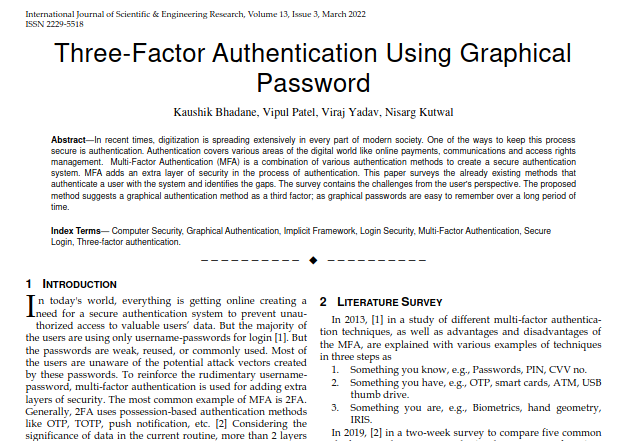 International Journal of Scientific & Engineering Research, Volume 13, Issue 3, March 2022
ISSN 2229-5518
Three-Factor Authentication Using Graphical
Password
Kaushik Bhadane, Vipul Patel, Viraj Yadav, Nisarg Kutwal
Abstract—In recent times, digitization is spreading extensively in every part of modern society. One of the ways to keep this process
secure is authentication. Authentication covers various areas of the digital world like online payments, communications and access rights
management. Multi-Factor Authentication (MFA) is a combination of various authentication methods to create a secure authentication
system. MFA adds an extra layer of security in the process of authentication. This paper surveys the already existing methods that
authenticate a user with the system and identifies the gaps. The survey contains the challenges from the user's perspective. The proposed
method suggests a graphical authentication method as a third factor; as graphical passwords are easy to remember over a long period of
time.
Index Terms— Computer Security, Graphical Authentication, Implicit Framework, Login Security, Multi-Factor Authentication, Secure
Login, Three-factor authentication.
1 INTRODUCTION
In today's world, everything is getting online creating a
need for a secure authentication system to prevent unau-
thorized access to valuable users' data. But the majority of
the users are using only username-passwords for login [1]. But
the passwords are weak, reused, or commonly used. Most of
the users are unaware of the potential attack vectors created
by these passwords. To reinforce the rudimentary username-
password, multi-factor authentication is used for adding extra
layers of security. The most common example of MFA is 2FA.
Generally, 2FA uses possession-based authentication methods
like OTP, TOTP, push notification, etc. [2] Considering the
significance of data in the current routine, more than 2 layers
2 LITERATURE SURVEY
In 2013, [1] in a study of different multi-factor authentica-
tion techniques, as well as advantages and disadvantages of
the MFA, are explained with various examples of techniques
in three steps as
1. Something you know, e.g., Passwords, PIN, CVV no.
2. Something you have, e.g., OTP, smart cards, ATM, USB
thumb drive.
3. Something you are, e.g., Biometrics, hand geometry,
IRIS.
In 2019, [2] in a two-week survey to compare five common